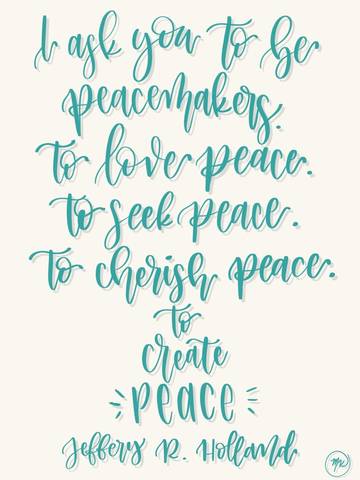 I ask you to be
peacemakers.
to love peace.
to seek peace.
to cherish peace.
to
create
peace
Jeffery R. Holland